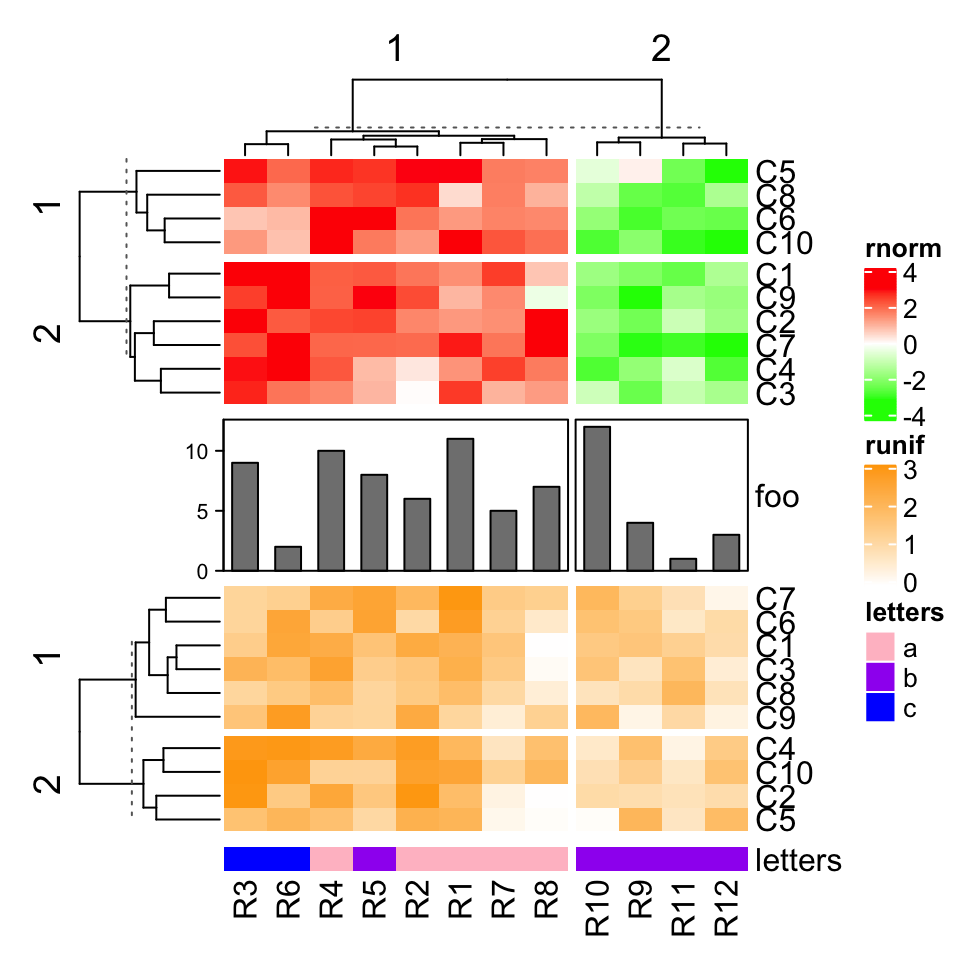 1 2
1
C5
C8
C6
C10
2
C1
C9
C2
C7
C4
C3
10
5
0
foo
1
C7
C6
C1
C3
C8
C9
2
C4
C10
C2
C5
letters
R3 R6 R4 R5 R2 R1 R7 R8 R10 R9 R11 R12
rnorm
4
2
0
-2
-4
runif
3
2
1
0
letters
a
b
c